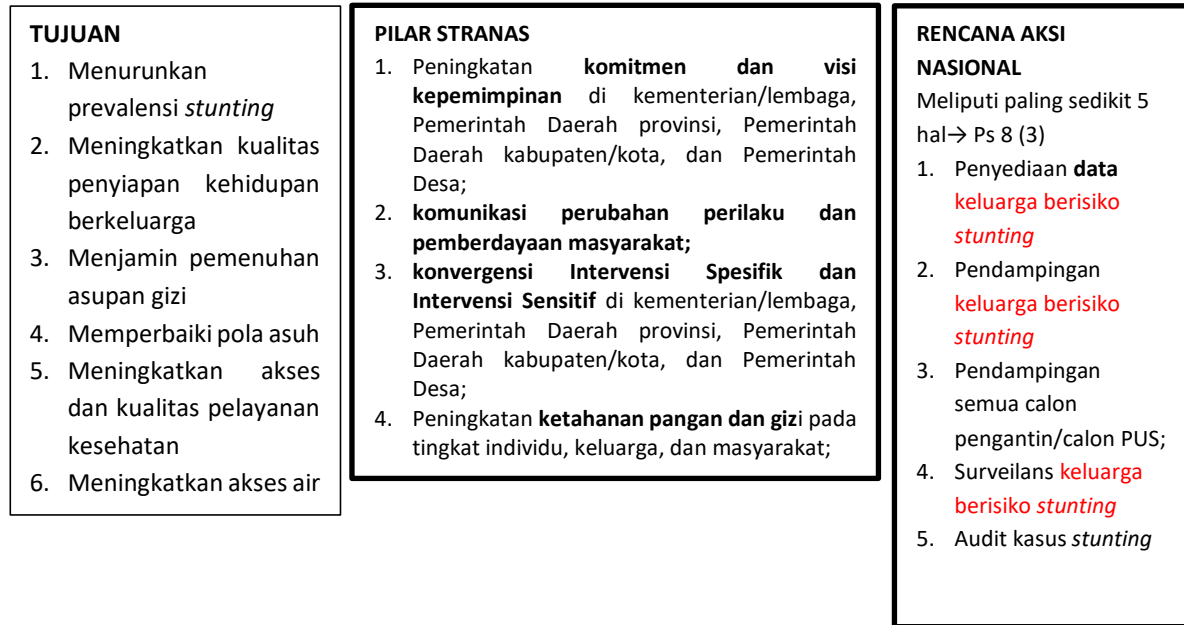 TUJUAN
1. Menurunkan
prevalensi stunting
2. Meningkatkan kualitas
penyiapan kehidupan
berkeluarga
3. Menjamin pemenuhan
asupan gizi
4. Memperbaiki pola asuh
5. Meningkatkan akses
dan kualitas pelayanan
kesehatan
6. Meningkatkan akses air
PILAR STRANAS
1. Peningkatan komitmen dan visi
kepemimpinan di kementerian/lembaga,
Pemerintah Daerah provinsi, Pemerintah
Daerah kabupaten/kota, dan Pemerintah
Desa;
2. komunikasi perubahan perilaku dan
pemberdayaan masyarakat;
3. konvergensi Intervensi Spesifik dan
Intervensi Sensitif di kementerian/lembaga,
Pemerintah Daerah provinsi, Pemerintah
Daerah kabupaten/kota, dan Pemerintah
Desa;
4. Peningkatan ketahanan pangan dan gizi pada
tingkat individu, keluarga, dan masyarakat;
RENCANA AKSI
NASIONAL
Meliputi paling sedikit 5
hal→ Ps 8 (3)
1. Penyediaan data
keluarga berisiko
stunting
2. Pendampingan
keluarga berisiko
stunting
3. Pendampingan
semua calon
pengantin/calon PUS;
4. Surveilans keluarga
berisiko stunting
5. Audit kasus stunting